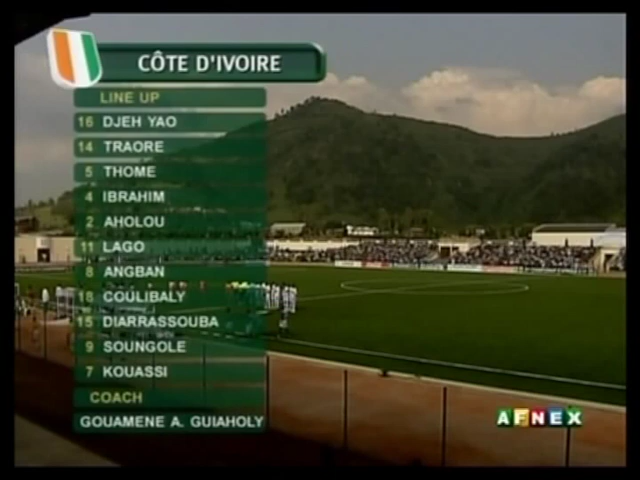 CÔTE D'IVOIRE
LINE UP
16 DJEH YAO
14 TRAORE
5 THOME
4 IBRAHIM
2 AHOLOU
11 LAGO
8 ANGBAN
18 COULIBALY
15 DIARRASSOUBA
9 SOUNGOLE
7 KOUASSI
COACH
GOUAMENE A. GUIAHOLY
AFNEX